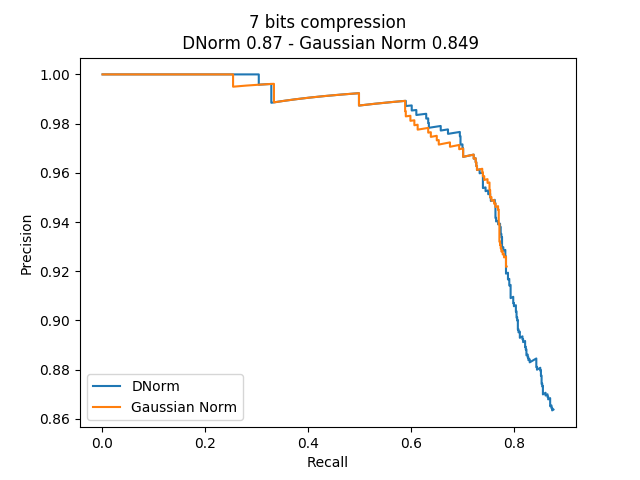 7 bits compression
DNorm 0.87 - Gaussian Norm 0.849
1.00
0.98
0.96
0.94
0.92
0.90
0.88
0.86
Precision
DNorm
Gaussian Norm
0.0 0.2 0.4 0.6 0.8
Recall